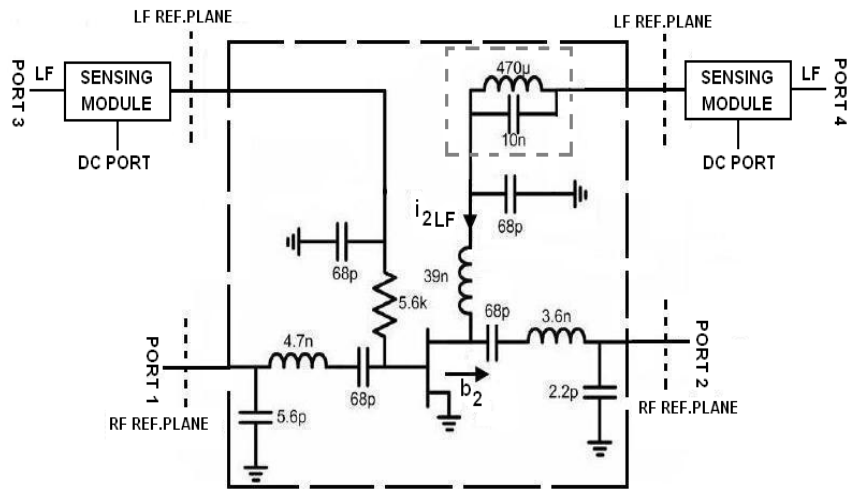 LF REF.PLANE
LF REF.PLANE
PORT 3
LF
SENSING
MODULE
DC PORT
470µ
10n
SENSING
MODULE
LF
PORT 4
DC PORT
i2LF
68p
68p
39n
5.6k
68p
3.6n
4.7n
PORT 1
68p
b2
PORT 2
RF REF.PLANE
5.6p
2.2p
RF REF.PLANE